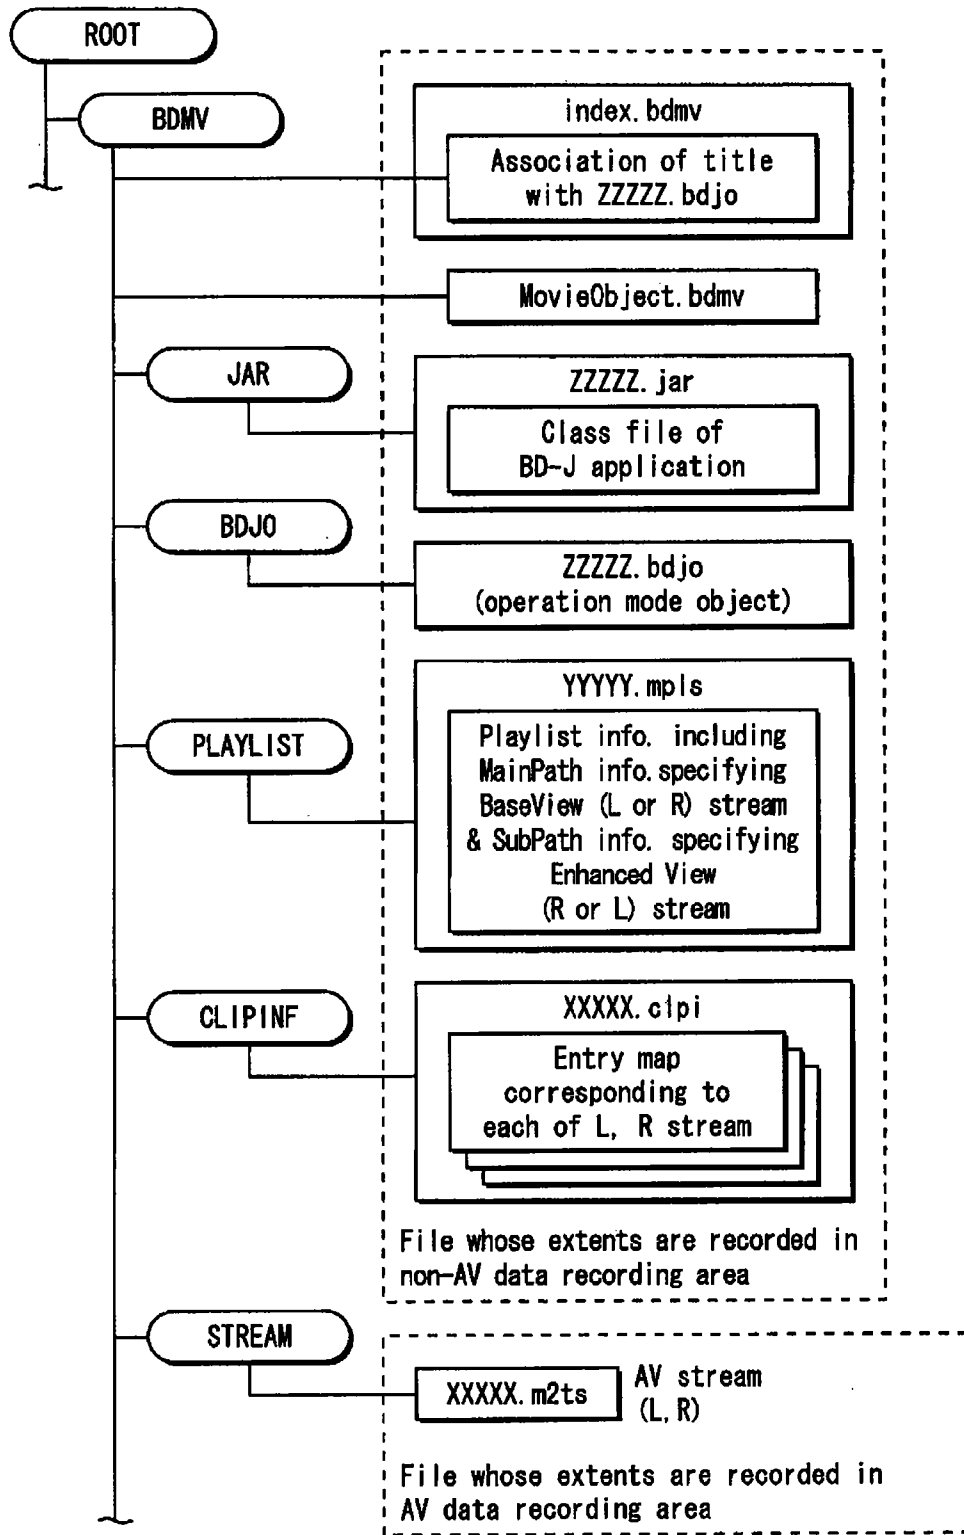 ROOT
BDMV
index.bdmv
Association of title
with ZZZZZ.bdjo
MovieObject.bdmv
JAR
ZZZZZ.jar
Class file of
BD-J application
BDJO
ZZZZZ.bdjo
(operation mode object)
PLAYLIST
YYYYY.mpls
Playlist info. including
MainPath info. specifying
BaseView (L or R) stream
& SubPath info. specifying
Enhanced View
(R or L) stream
CLIPINF
XXXXX.clpi
Entry map
corresponding to
each of L, R stream
File whose extents are recorded in
non-AV data recording area
STREAM
XXXXX.m2ts
AV stream
(L, R)
File whose extents are recorded in
AV data recording area